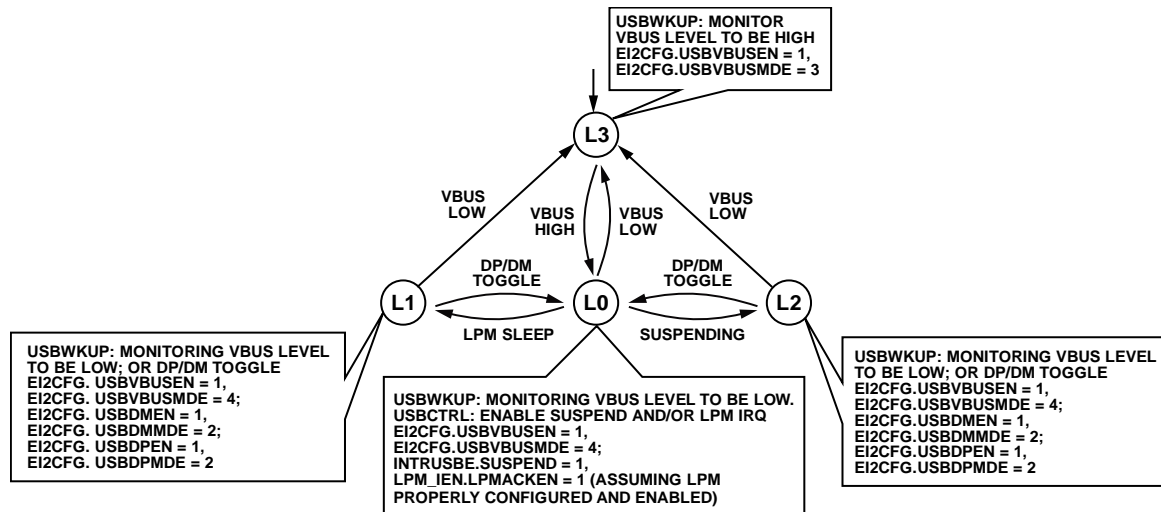 USBWKUP: MONITOR
VBUS LEVEL TO BE HIGH
EI2CFG.USBVBUSEN = 1,
EI2CFG.USBVBUSMDE = 3
L3
VBUS
LOW
VBUS
HIGH
VBUS
LOW
VBUS
LOW
DP/DM
TOGGLE
DP/DM
TOGGLE
L1
L0
L2
LPM SLEEP
SUSPENDING
USBWKUP: MONITORING VBUS LEVEL
TO BE LOW; OR DP/DM TOGGLE
EI2CFG. USBVBUSEN = 1,
EI2CFG. USBVBUSMDE = 4;
EI2CFG. USBDMEN = 1,
EI2CFG. USBDMMDE = 2;
EI2CFG. USBDPEN = 1,
EI2CFG. USBDPMDE = 2
USBWKUP: MONITORING VBUS LEVEL TO BE LOW.
USBCTRL: ENABLE SUSPEND AND/OR LPM IRQ
EI2CFG.USBVBUSEN = 1,
EI2CFG.USBVBUSMDE = 4;
INTRUSBE.SUSPEND = 1,
LPM_IEN.LPMACKEN = 1 (ASSUMING LPM
PROPERLY CONFIGURED AND ENABLED)
USBWKUP: MONITORING VBUS LEVEL
TO BE LOW; OR DP/DM TOGGLE
EI2CFG.USBVBUSEN = 1,
EI2CFG.USBVBUSMDE = 4;
EI2CFG.USBDMEN = 1,
EI2CFG.USBDMMDE = 2;
EI2CFG.USBDPEN = 1,
EI2CFG.USBDPMDE = 2